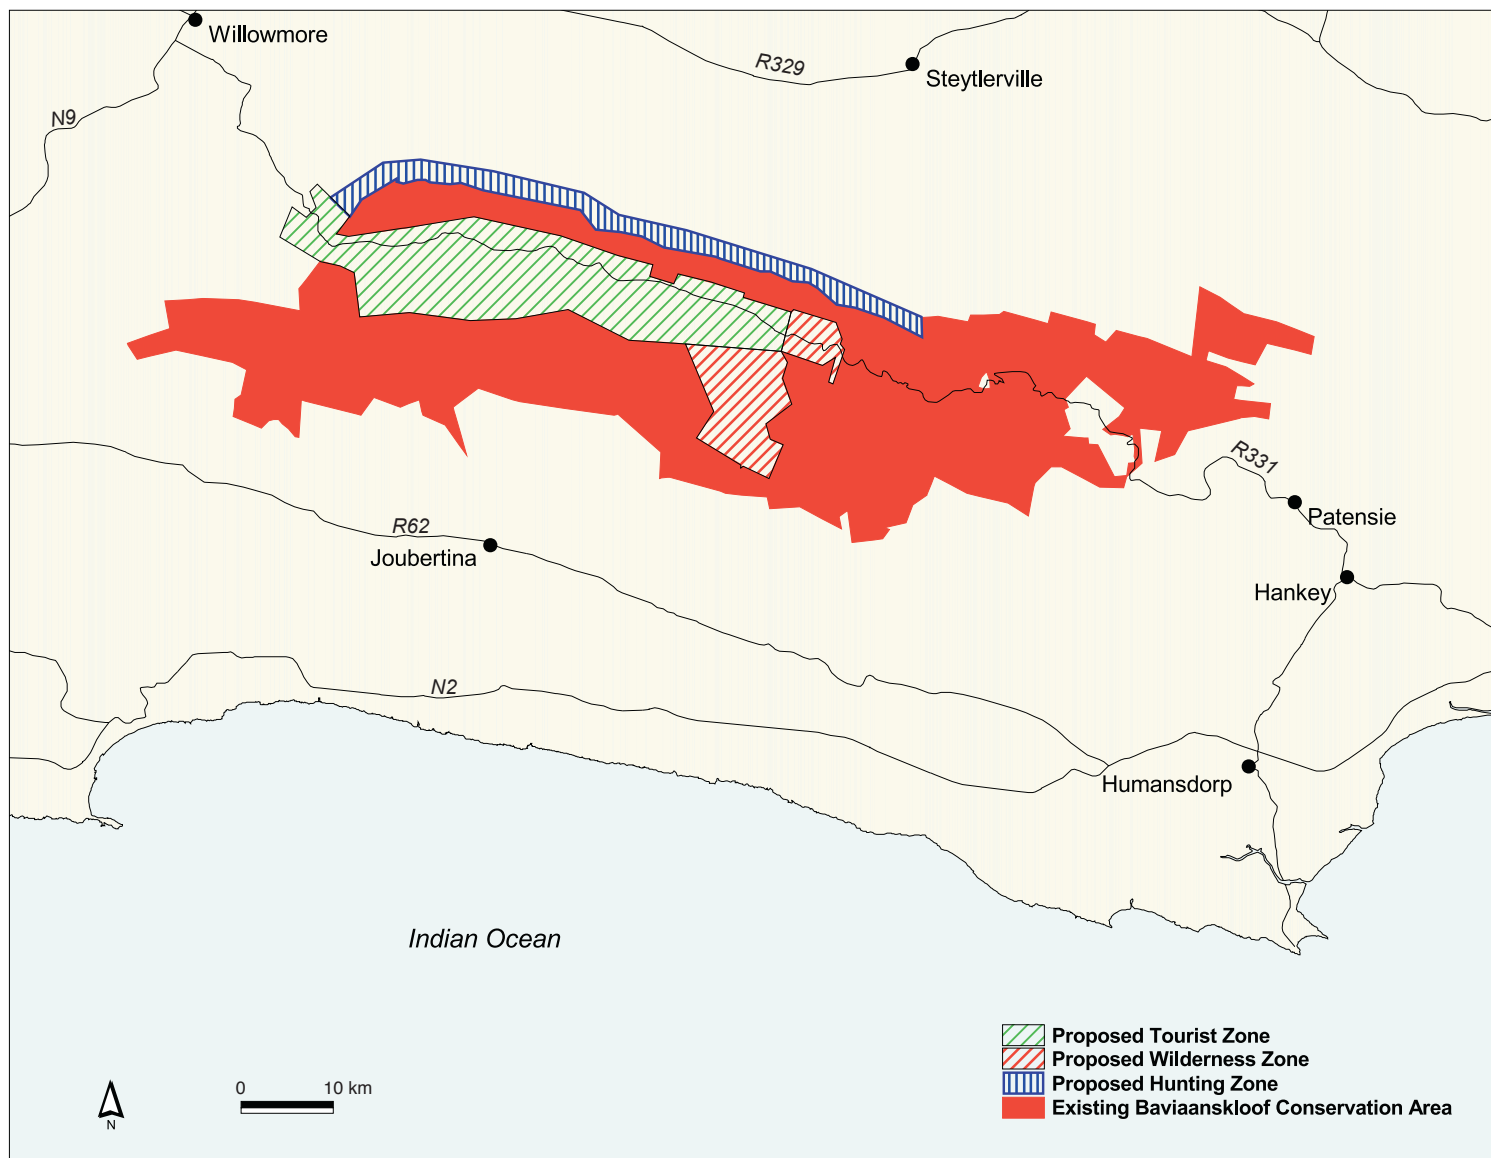 Willowmore
R329
Steytlerville
N9
R331
Patensie
R62
Joubertina
Hankey
N2
Humansdorp
Indian Ocean
Proposed Tourist Zone
Proposed Wilderness Zone
Proposed Hunting Zone
Existing Baviaanskloof Conservation Area
0 10 km
N